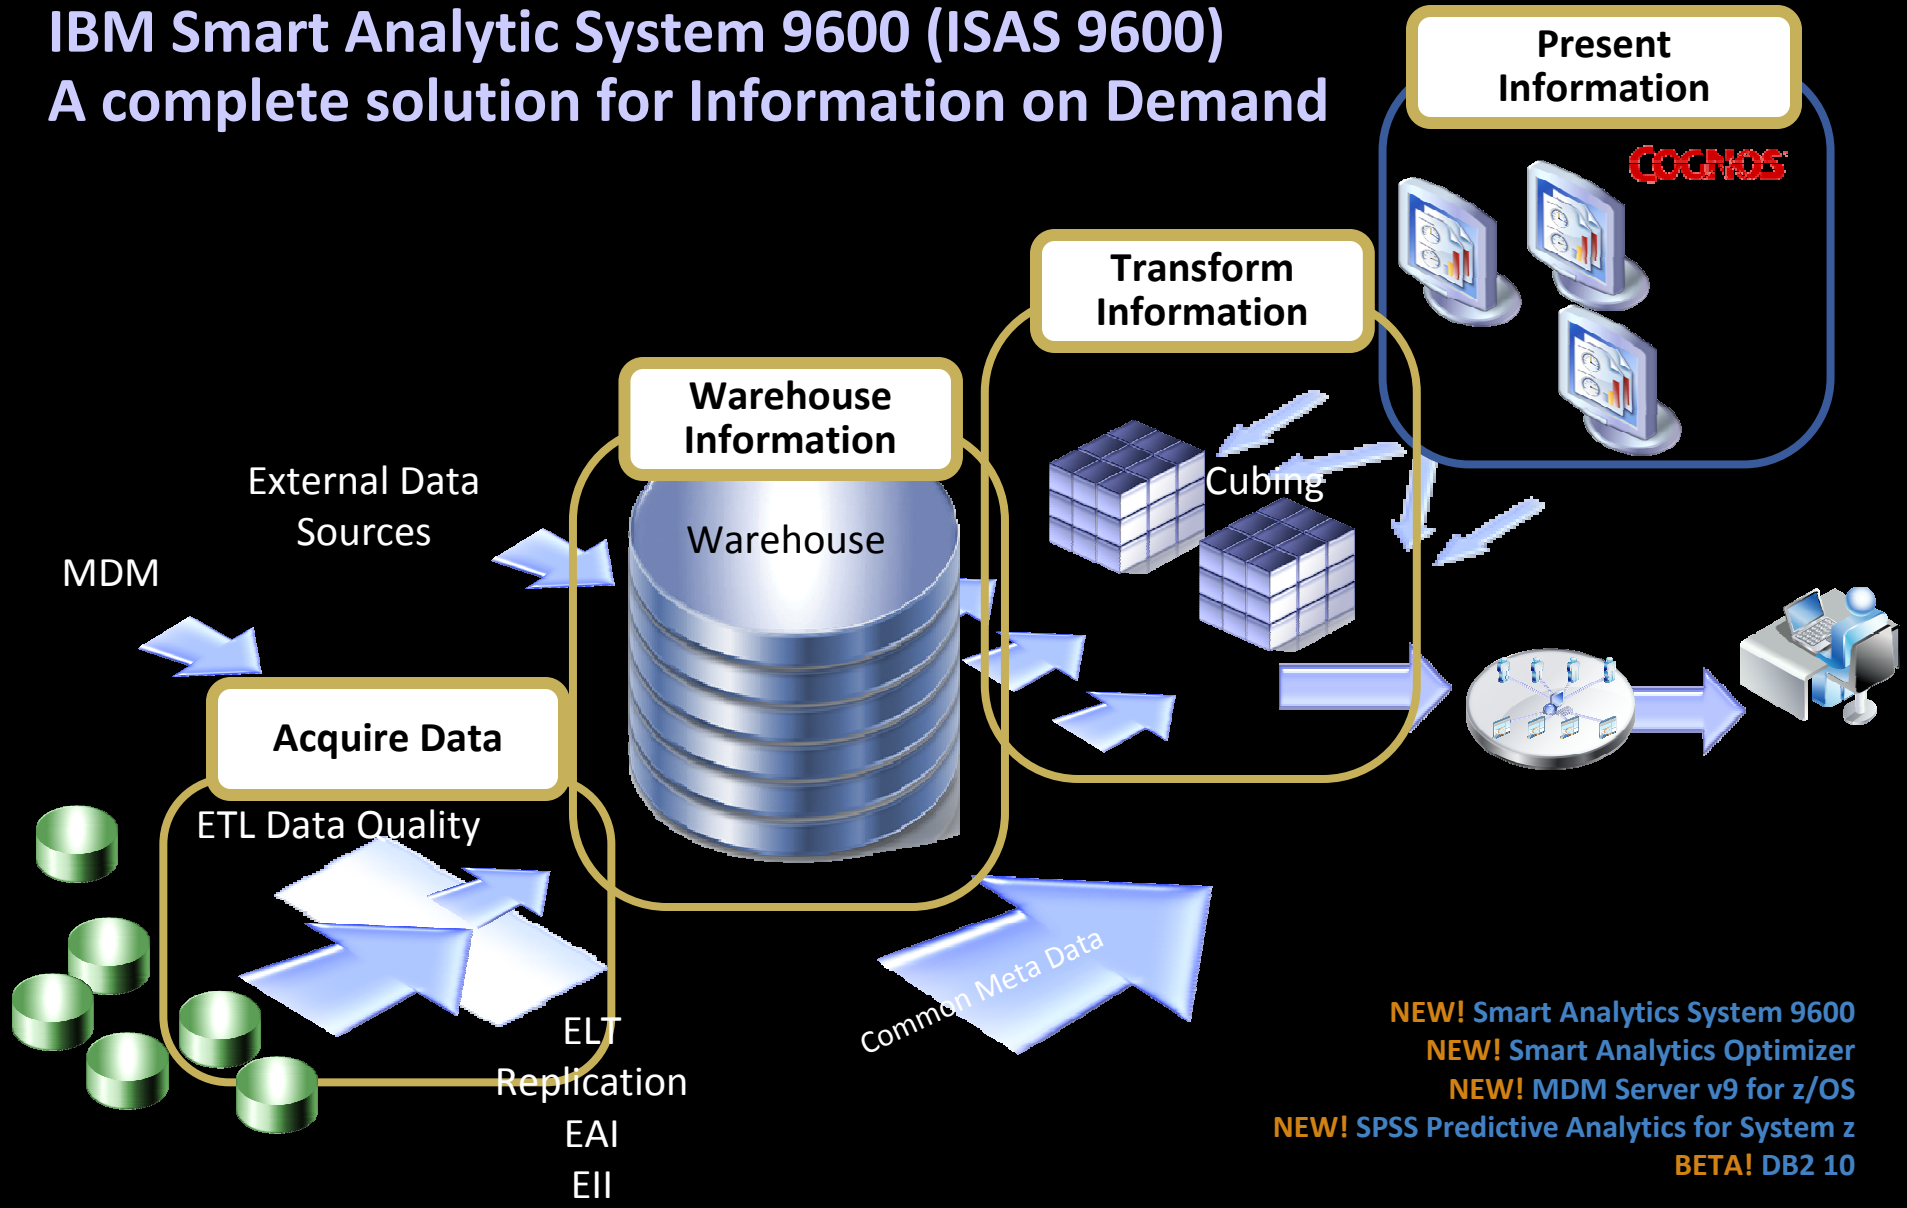 IBM Smart Analytic System 9600 (ISAS 9600)
A complete solution for Information on Demand
Present
Information
COGNOS
Transform
Information
Warehouse
Information
External Data
Sources
Cubing
Warehouse
MDM
Acquire Data
ETL Data Quality
Common Meta Data
ELT
Replication
EAI
EII
NEW! Smart Analytics System 9600
NEW! Smart Analytics Optimizer
NEW! MDM Server v9 for z/OS
NEW! SPSS Predictive Analytics for System z
BETA! DB2 10